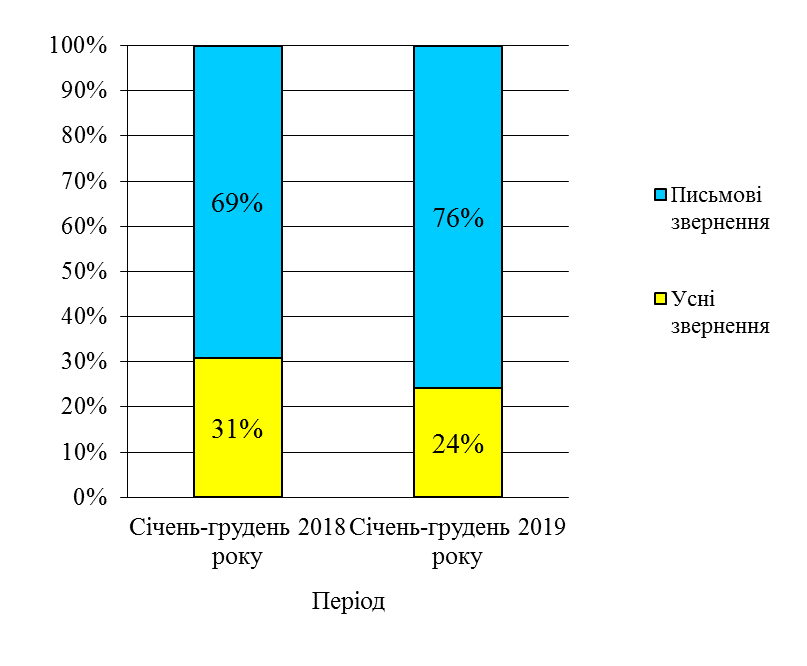 100%
90%
80%
70%
60%
50%
40%
30%
20%
10%
0%
69%
76%
31%
24%
Січень-грудень 2018
року
Січень-грудень 2019
року
Період
Письмові
звернення
Усні
звернення